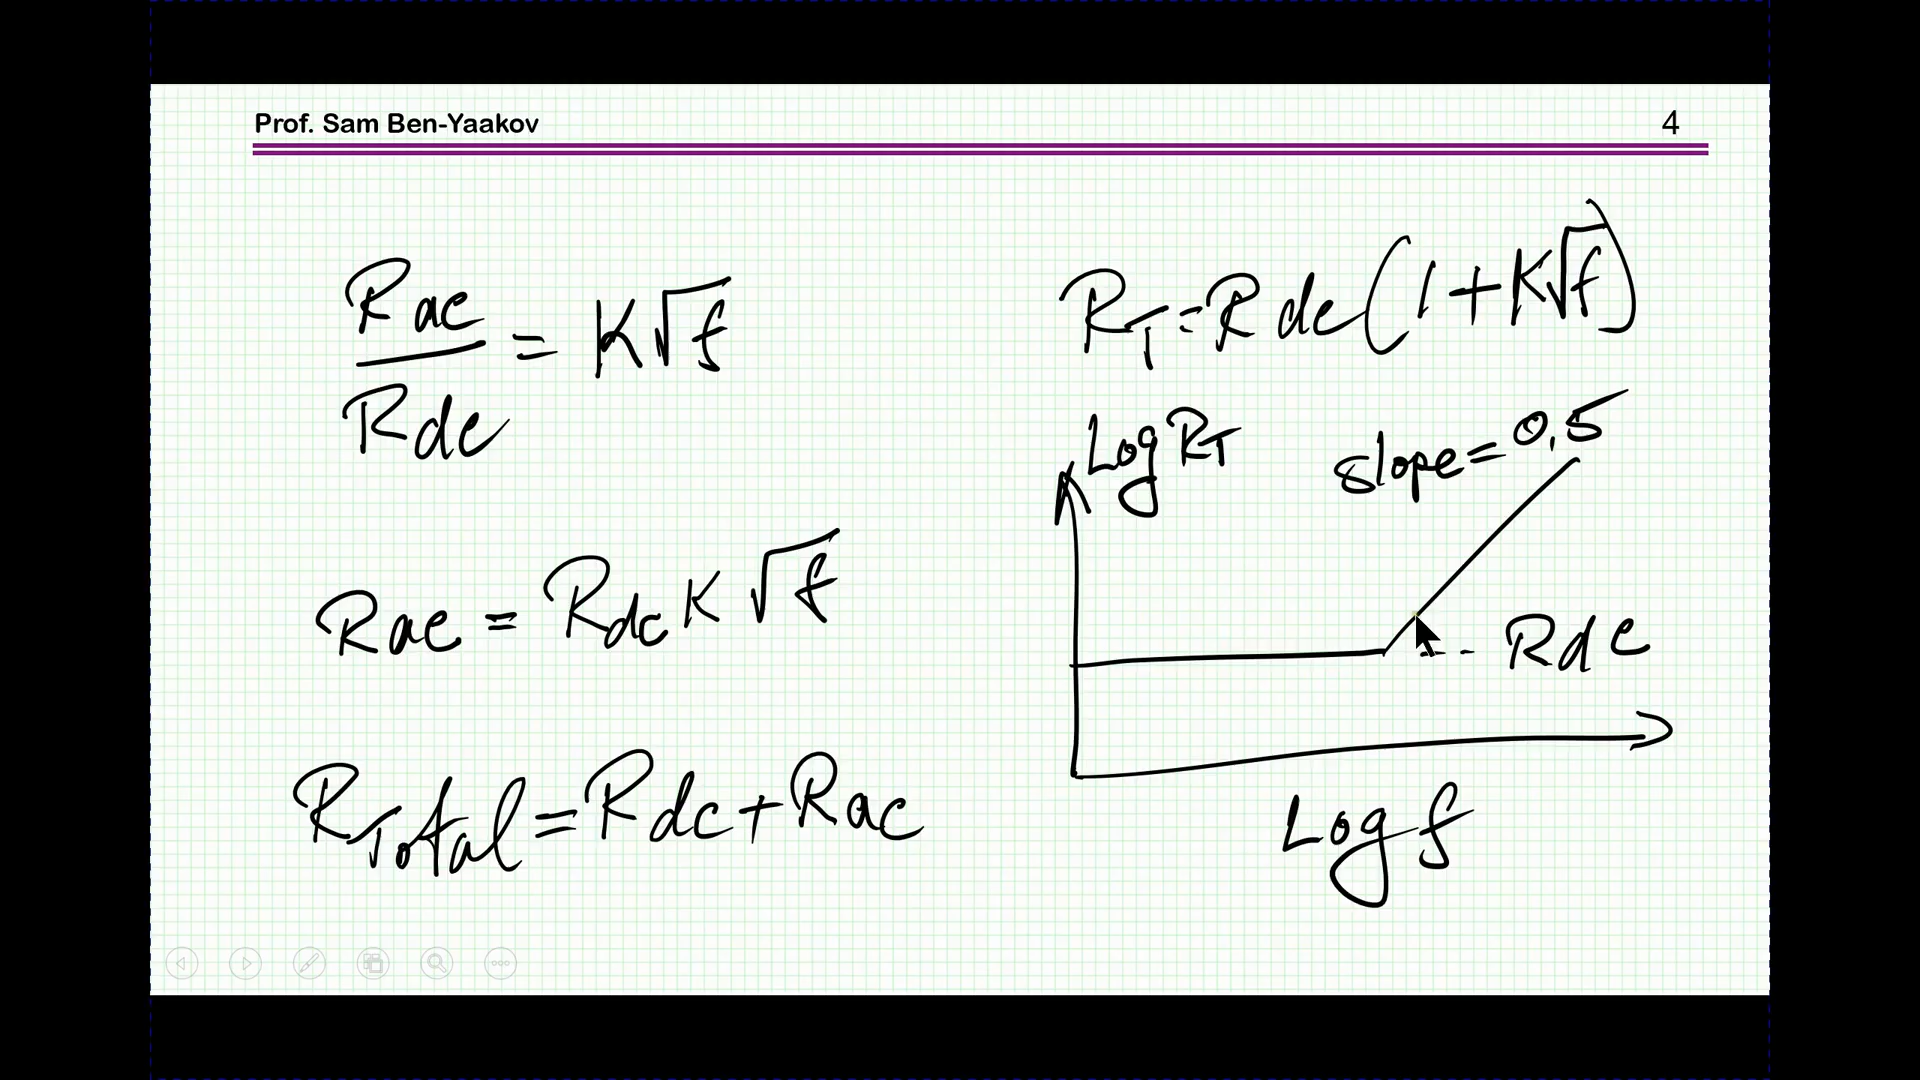 Prof. Sam Ben-Yaakov 4
Rac
Rdc
= K√f
Rac = Rdc K √f
RTotal = Rdc + Rac
RT = Rdc (1 + K√f)
Log RT
slope = 0,5
-- Rdc
Log f